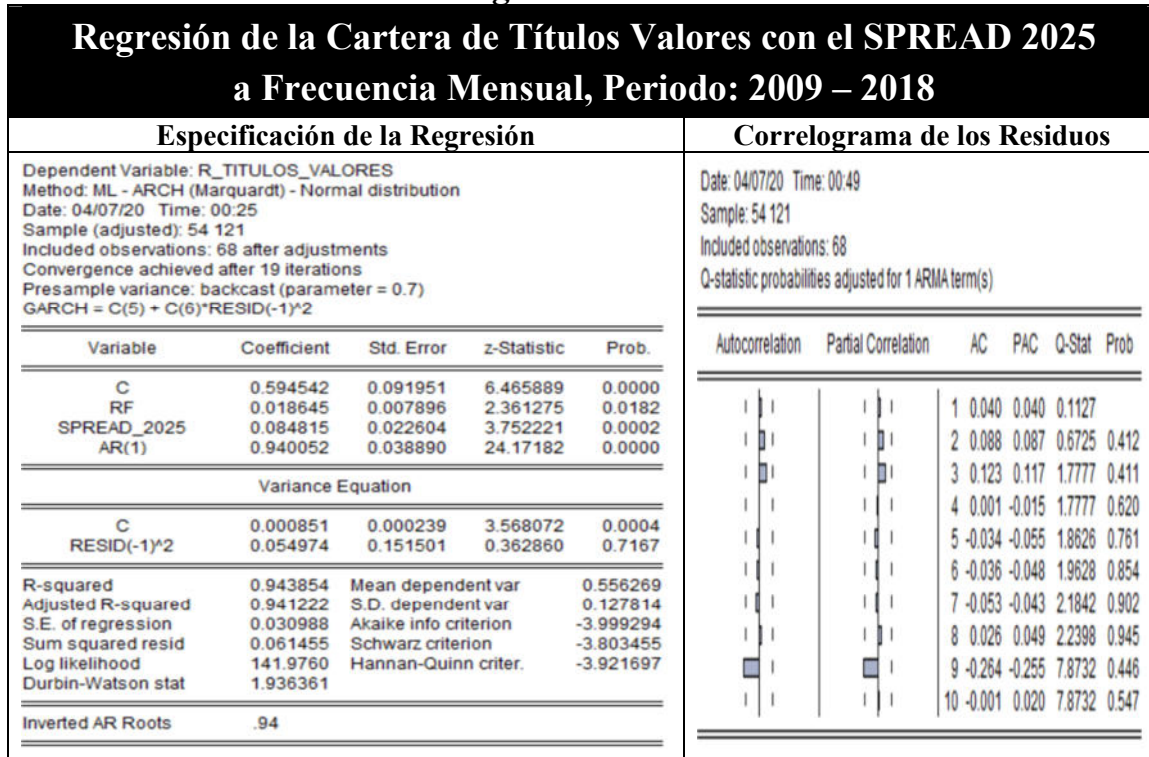 Regresión de la Cartera de Títulos Valores con el SPREAD 2025
a Frecuencia Mensual, Periodo: 2009 – 2018
Especificación de la Regresión
Dependent Variable: R_TITULOS_VALORES
Method: ML - ARCH (Marquardt) - Normal distribution
Date: 04/07/20 Time: 00:25
Sample (adjusted): 54 121
Included observations: 68 after adjustments
Convergence achieved after 19 iterations
Presample variance: backcast (parameter = 0.7)
GARCH = C(5) + C(6)*RESID(-1)^2
Variable Coefficient Std. Error z-Statistic Prob.
C 0.594542 0.091951 6.465889 0.0000
RF 0.018645 0.007896 2.361275 0.0182
SPREAD_2025 0.084815 0.022604 3.752221 0.0002
AR(1) 0.940052 0.038890 24.17182 0.0000
Variance Equation
C 0.000851 0.000239 3.568072 0.0004
RESID(-1)^2 0.054974 0.151501 0.362860 0.7167
R-squared 0.943854 Mean dependent var 0.556269
Adjusted R-squared 0.941222 S.D. dependent var 0.127814
S.E. of regression 0.030988 Akaike info criterion -3.999294
Sum squared resid 0.061455 Schwarz criterion -3.803455
Log likelihood 141.9760 Hannan-Quinn criter. -3.921697
Durbin-Watson stat 1.936361
Inverted AR Roots .94
Correlograma de los Residuos
Date: 04/07/20 Time: 00:49
Sample: 54 121
Included observations: 68
Q-statistic probabilities adjusted for 1 ARMA term(s)
Autocorrelation Partial Correlation AC PAC Q-Stat Prob
1 0.040 0.040 0.1127
2 0.088 0.087 0.6725 0.412
3 0.123 0.117 1.7777 0.411
4 0.001 -0.015 1.7777 0.620
5 -0.034 -0.055 1.8626 0.761
6 -0.036 -0.048 1.9628 0.854
7 -0.053 -0.043 2.1842 0.902
8 0.026 0.049 2.2398 0.945
9 -0.264 -0.255 7.8732 0.446
10 -0.001 0.020 7.8732 0.547